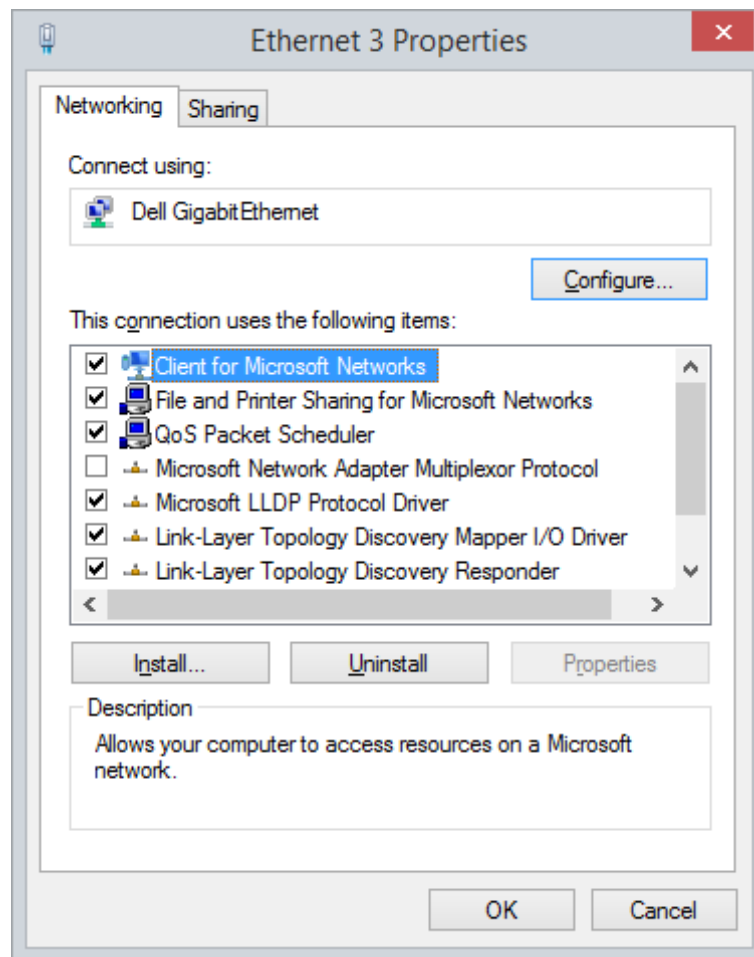 Ethernet 3 Properties
Networking
Sharing
Connect using:
Dell GigabitEthernet
Configure...
This connection uses the following items:
Client for Microsoft Networks
File and Printer Sharing for Microsoft Networks
QoS Packet Scheduler
Microsoft Network Adapter Multiplexor Protocol
Microsoft LLDP Protocol Driver
Link-Layer Topology Discovery Mapper I/O Driver
Link-Layer Topology Discovery Responder
Install...
Uninstall
Properties
Description
Allows your computer to access resources on a Microsoft
network.
OK
Cancel